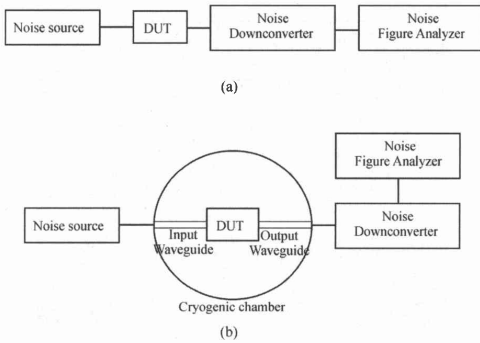 Noise source
DUT
Noise
Downconverter
Noise
Figure Analyzer
(a)
Noise
Figure Analyzer
Noise source
DUT
Input
Waveguide
Output
Waveguide
Noise
Downconverter
Cryogenic chamber
(b)